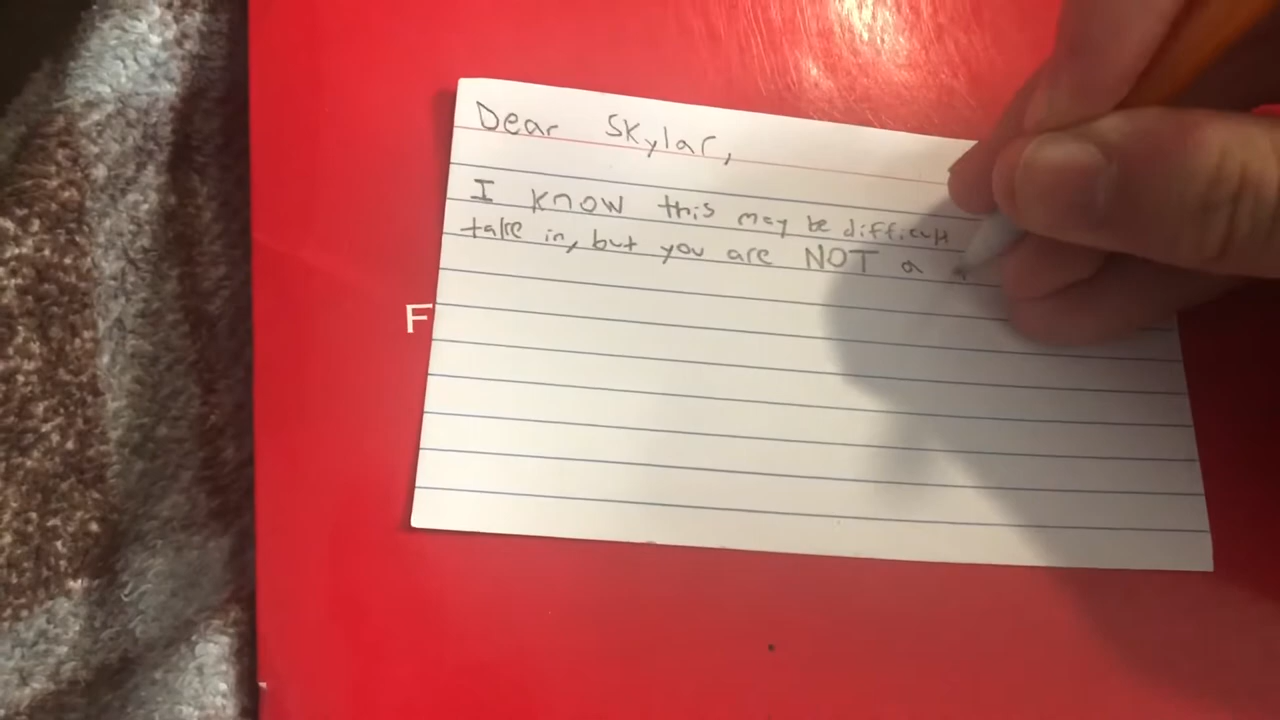 Dear Skylar,
I know this may be difficult
take in, but you are NOT a
F